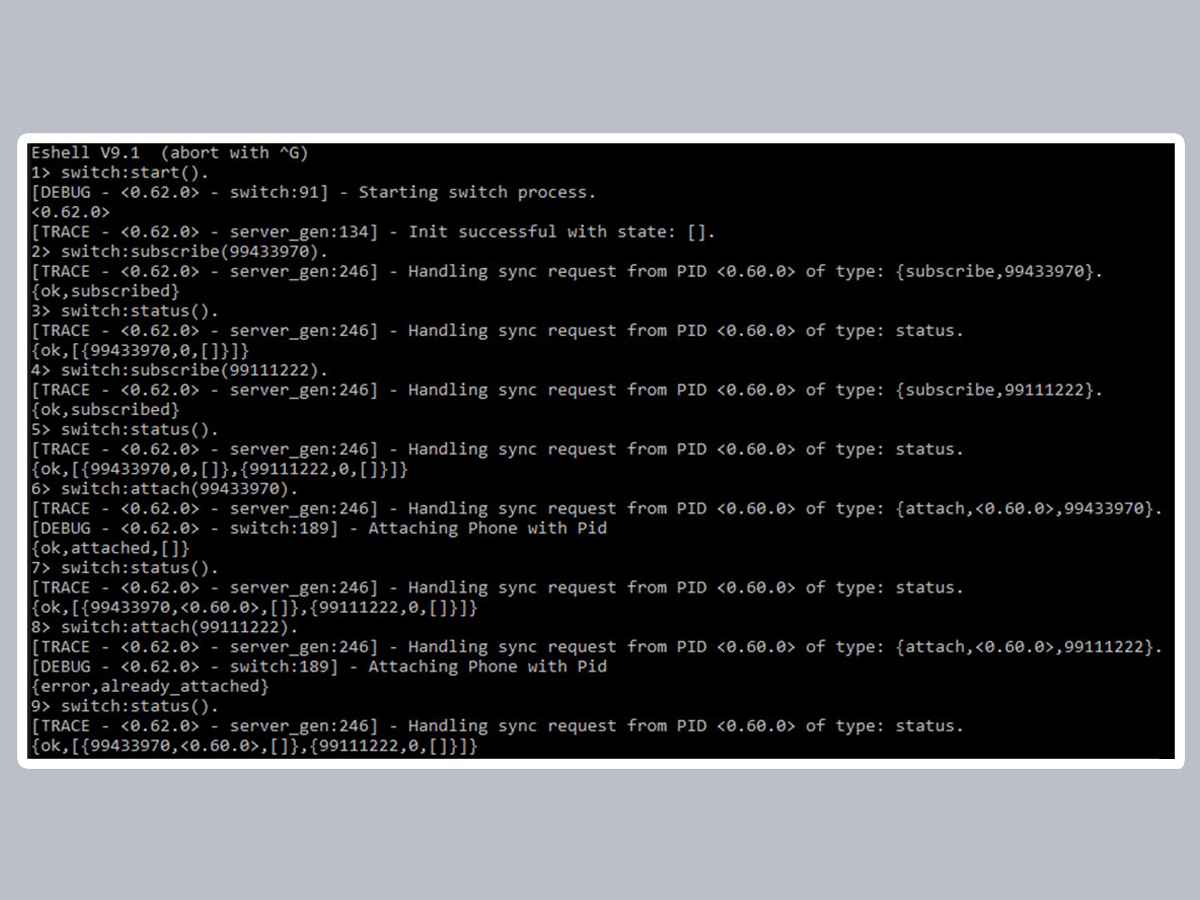 Eshell V9.1  (abort with ^G)
1> switch:start().
[DEBUG - <0.62.0> - switch:91] - Starting switch process.
<0.62.0>
[TRACE - <0.62.0> - server_gen:134] - Init successful with state: [].
2> switch:subscribe(99433970).
[TRACE - <0.62.0> - server_gen:246] - Handling sync request from PID <0.60.0> of type: {subscribe,99433970}.
{ok,subscribed}
3> switch:status().
[TRACE - <0.62.0> - server_gen:246] - Handling sync request from PID <0.60.0> of type: status.
{ok,[{99433970,0,[]}]}
4> switch:subscribe(99111222).
[TRACE - <0.62.0> - server_gen:246] - Handling sync request from PID <0.60.0> of type: {subscribe,99111222}.
{ok,subscribed}
5> switch:status().
[TRACE - <0.62.0> - server_gen:246] - Handling sync request from PID <0.60.0> of type: status.
{ok,[{99433970,0,[]},{99111222,0,[]}]}
6> switch:attach(99433970).
[TRACE - <0.62.0> - server_gen:246] - Handling sync request from PID <0.60.0> of type: {attach,<0.60.0>,99433970}.
[DEBUG - <0.62.0> - switch:189] - Attaching Phone with Pid
{ok,attached,[]}
7> switch:status().
[TRACE - <0.62.0> - server_gen:246] - Handling sync request from PID <0.60.0> of type: status.
{ok,[{99433970,<0.60.0>,[]},{99111222,0,[]}]}
8> switch:attach(99111222).
[TRACE - <0.62.0> - server_gen:246] - Handling sync request from PID <0.60.0> of type: {attach,<0.60.0>,99111222}.
[DEBUG - <0.62.0> - switch:189] - Attaching Phone with Pid
{error,already_attached}
9> switch:status().
[TRACE - <0.62.0> - server_gen:246] - Handling sync request from PID <0.60.0> of type: status.
{ok,[{99433970,<0.60.0>,[]},{99111222,0,[]}]}